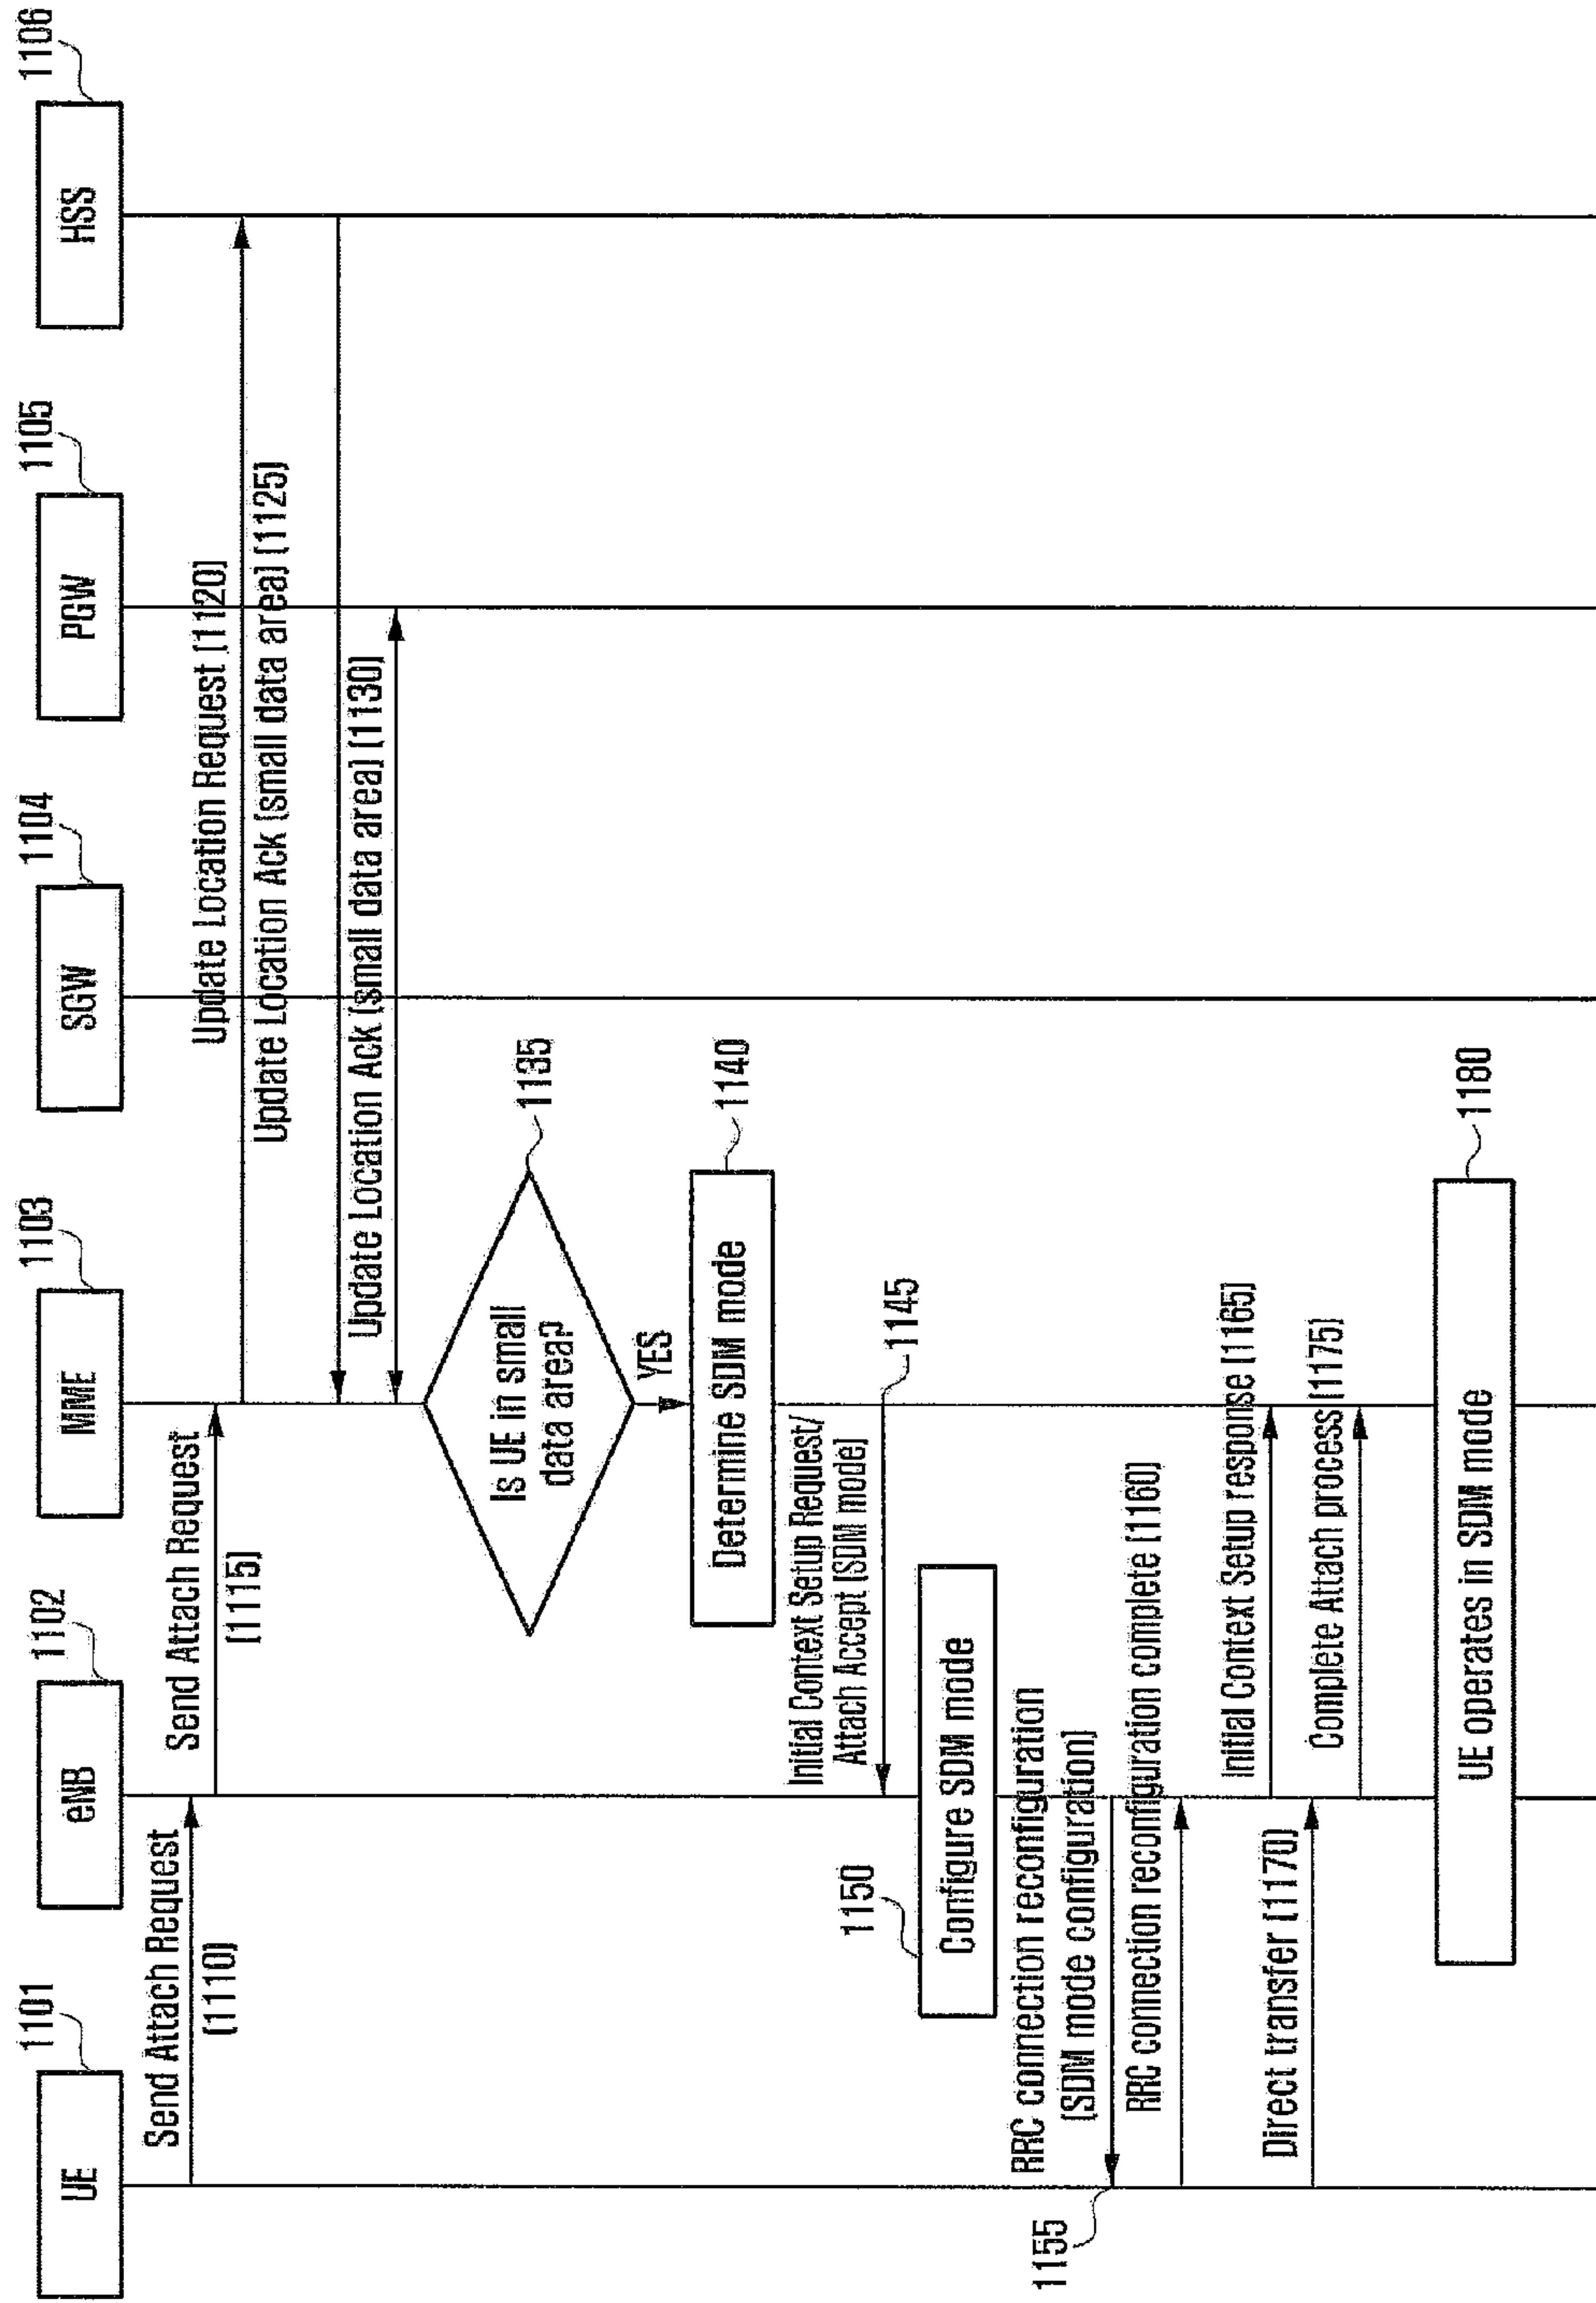 UE
1101
eNB
1102
MME
1103
SGW
1104
PGW
1105
HSS
1106
Send Attach Request
(1110)
Send Attach Request
(1115)
Update Location Request (1120)
Update Location Ack (small data area) (1125)
Update Location Ack (small data area) (1130)
Is UE in small
data area?
1135
YES
Determine SDM mode
1140
Initial Context Setup Request/
Attach Accept (SDM mode)
1145
1150
Configure SDM mode
RRC connection reconfiguration
(SDM mode configuration)
1155
RRC connection reconfiguration complete (1160)
Initial Context Setup response (1165)
Direct transfer (1170)
Complete Attach process (1175)
UE operates in SDM mode
1180